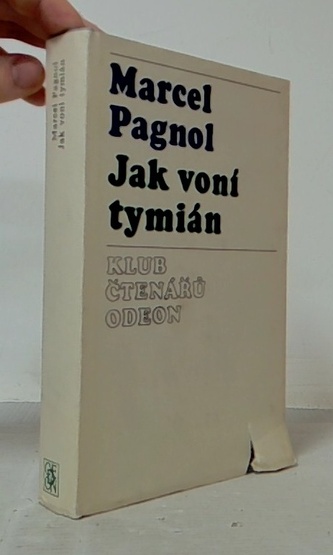 Marcel
Pagnol
Jak voní
tymián
KLUB
ČTENÁŘŮ
ODEON
Marcel Pagnol
Jak voní tymián